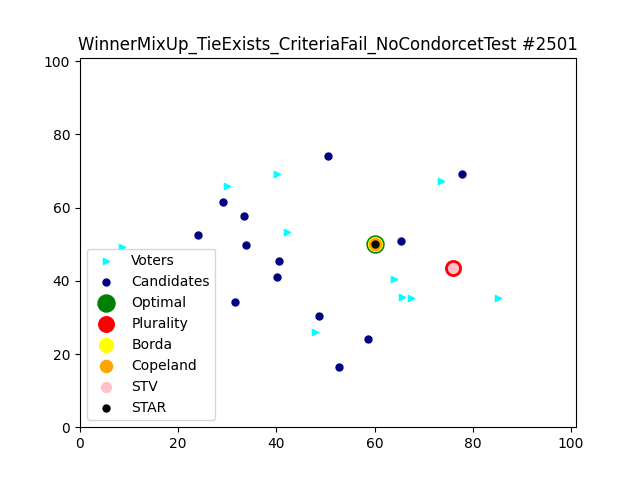 WinnerMixUp_TieExists_CriteriaFail_NoCondorcetTest #2501
100
80
60
40
20
0
Voters
Candidates
Optimal
Plurality
Borda
Copeland
STV
STAR
0 20 40 60 80 100